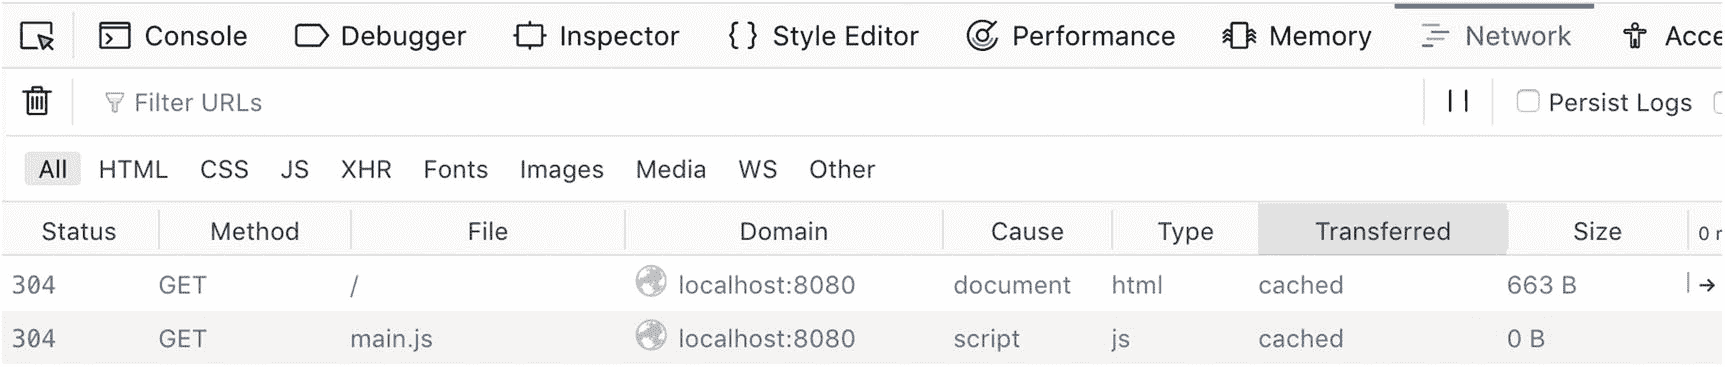 Console Debugger Inspector {} Style Editor Performance Memory Network Acce
Filter URLs Persist Logs
All HTML CSS JS XHR Fonts Images Media WS Other
Status Method File Domain Cause Type Transferred Size 0 r
304 GET / localhost:8080 document html cached 663 B
304 GET main.js localhost:8080 script js cached 0 B